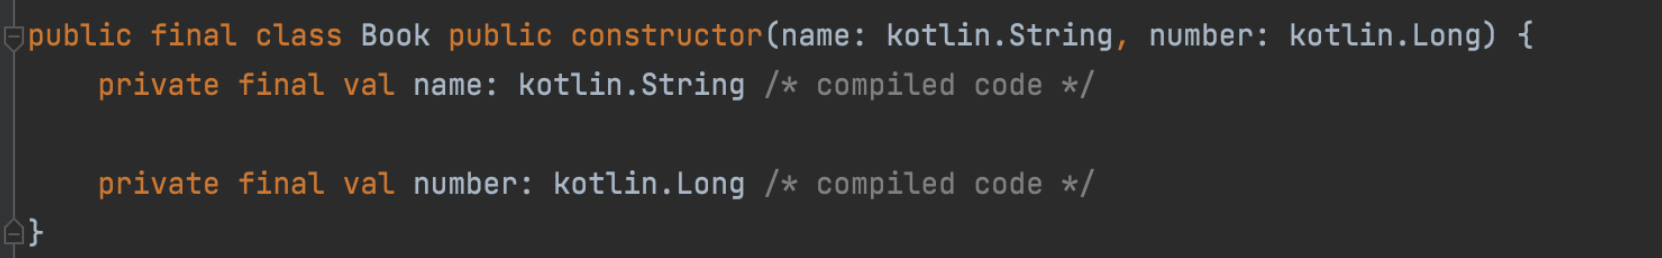 public final class Book public constructor(name: kotlin.String, number: kotlin.Long) {
    private final val name: kotlin.String /* compiled code */
    private final val number: kotlin.Long /* compiled code */
}